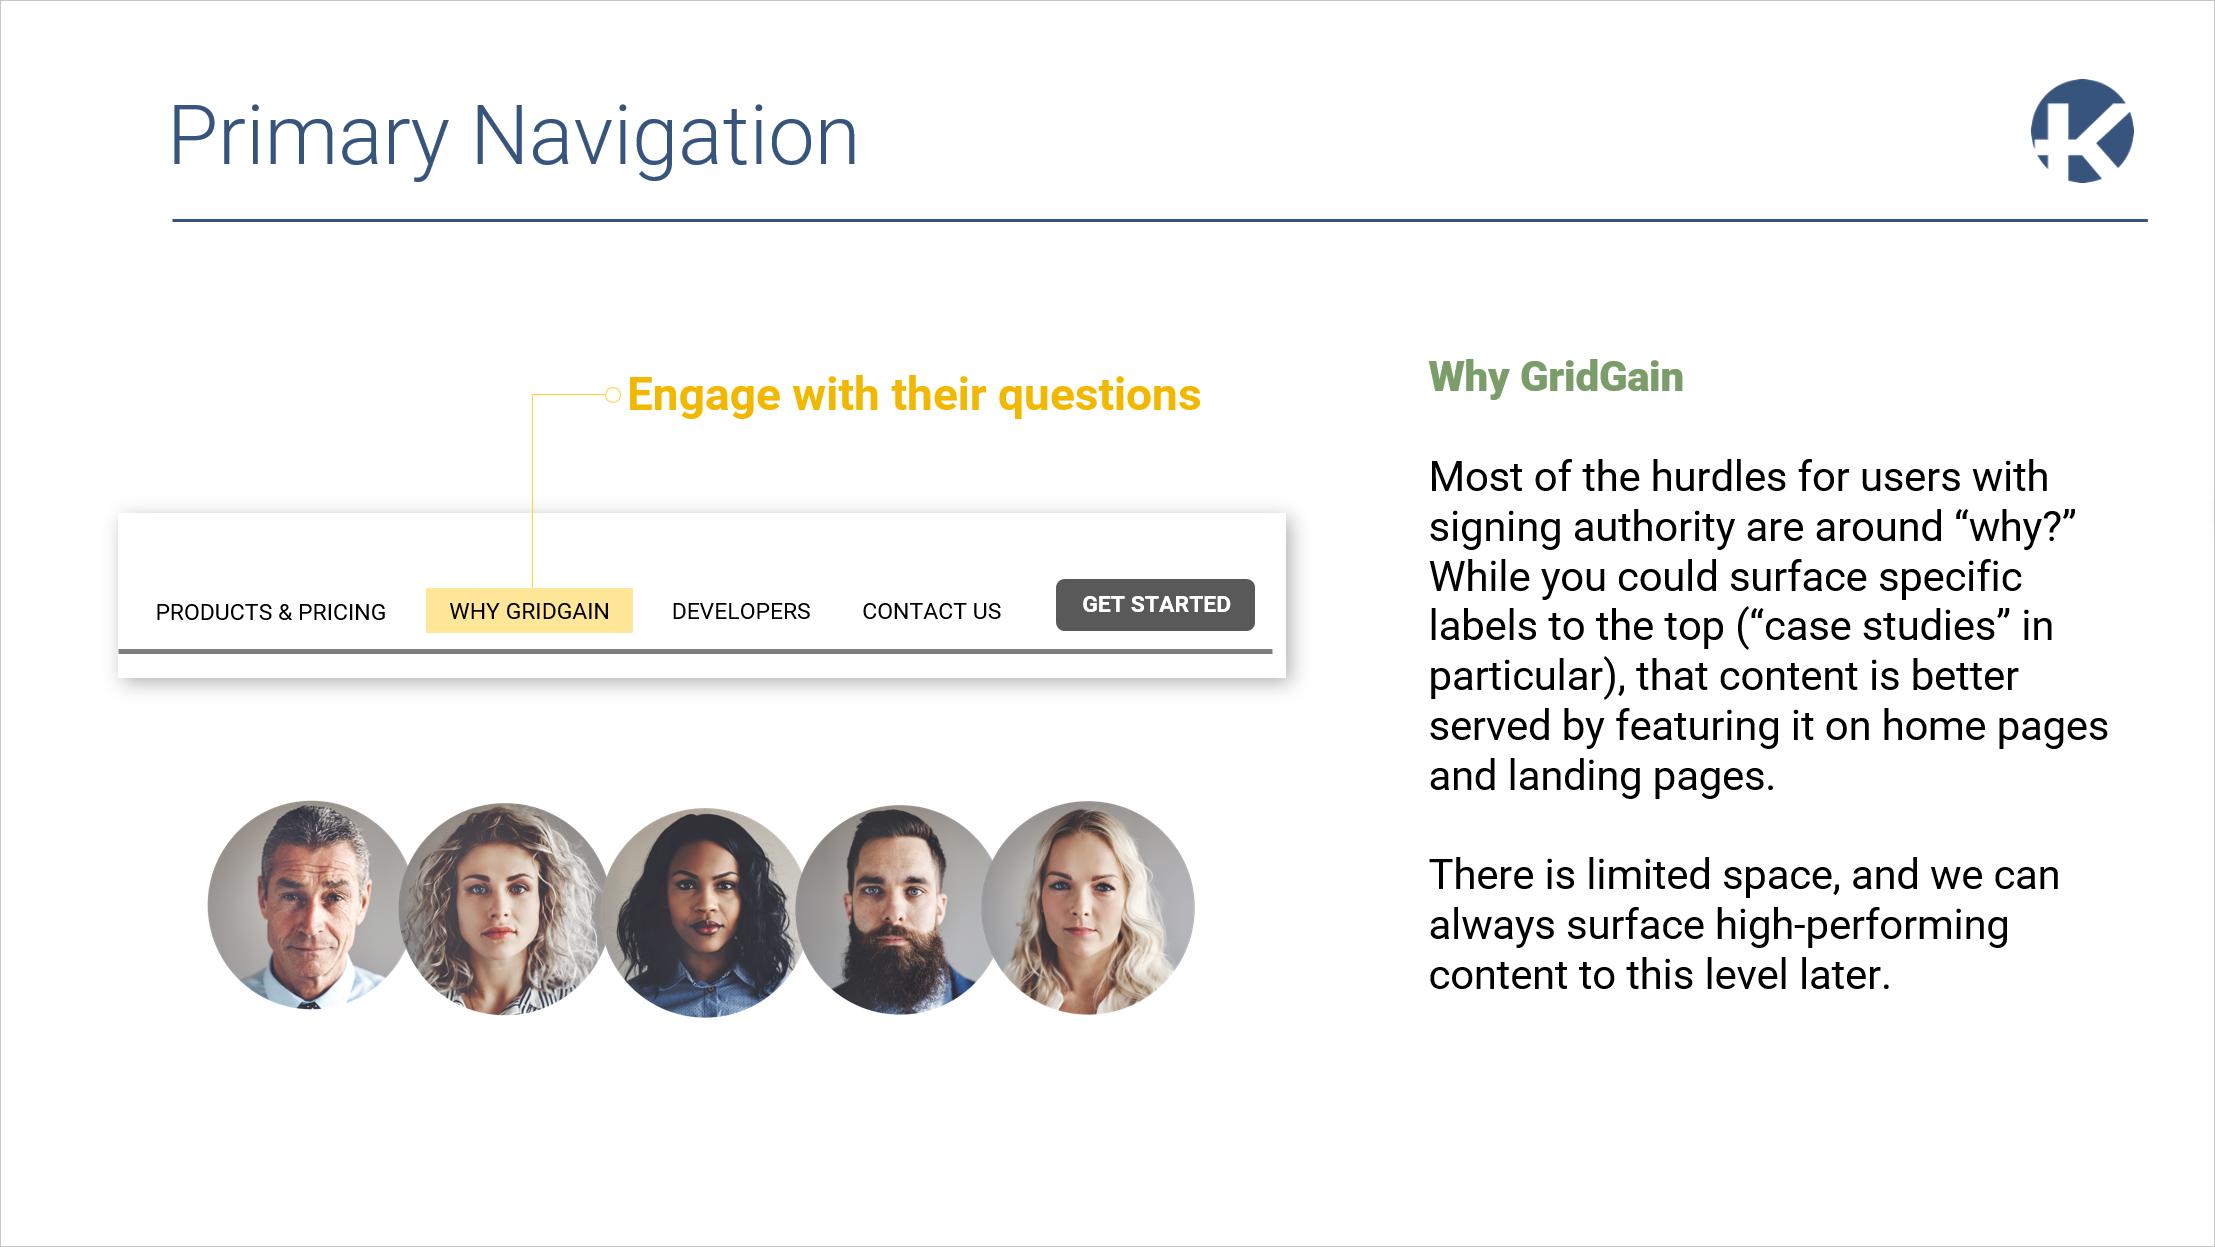 Primary Navigation
K
Engage with their questions
PRODUCTS & PRICING
WHY GRIDGAIN
DEVELOPERS
CONTACT US
GET STARTED
Why GridGain
Most of the hurdles for users with
signing authority are around “why?”
While you could surface specific
labels to the top (“case studies” in
particular), that content is better
served by featuring it on home pages
and landing pages.
There is limited space, and we can
always surface high-performing
content to this level later.